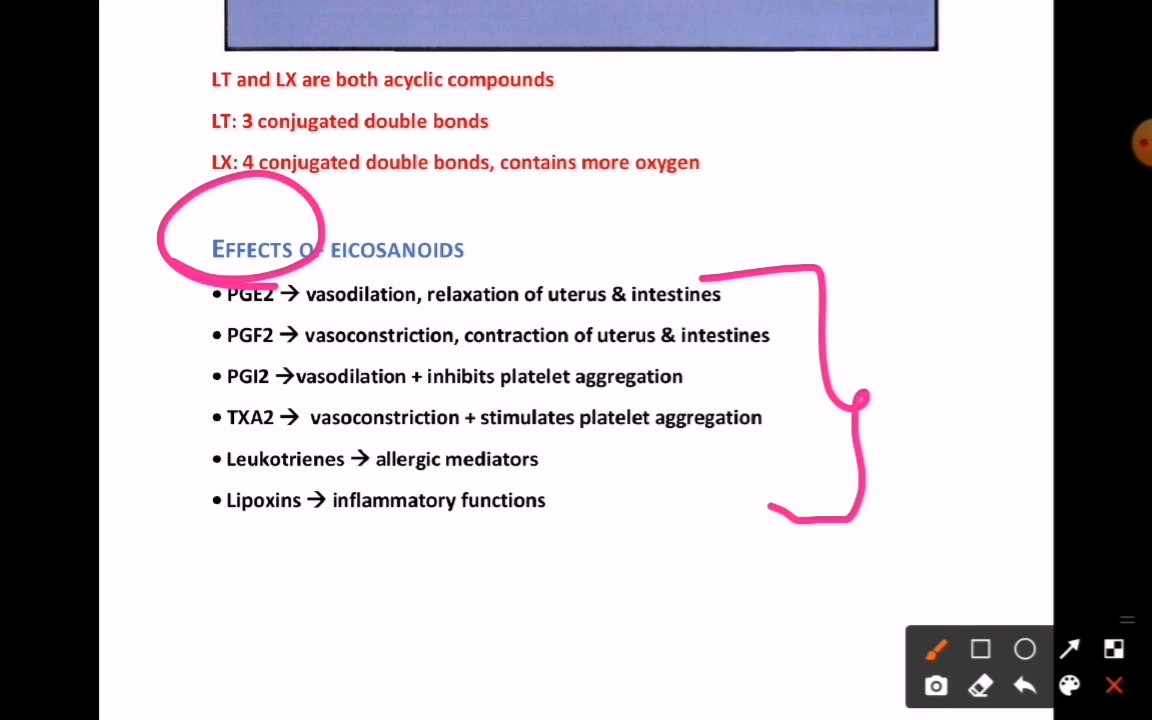 LT and LX are both acyclic compounds
LT: 3 conjugated double bonds
LX: 4 conjugated double bonds, contains more oxygen
EFFECTS OF EICOSANOIDS
• PGE2 → vasodilation, relaxation of uterus & intestines
• PGF2 → vasoconstriction, contraction of uterus & intestines
• PGI2 →vasodilation + inhibits platelet aggregation
• TXA2 → vasoconstriction + stimulates platelet aggregation
• Leukotrienes → allergic mediators
• Lipoxins → inflammatory functions